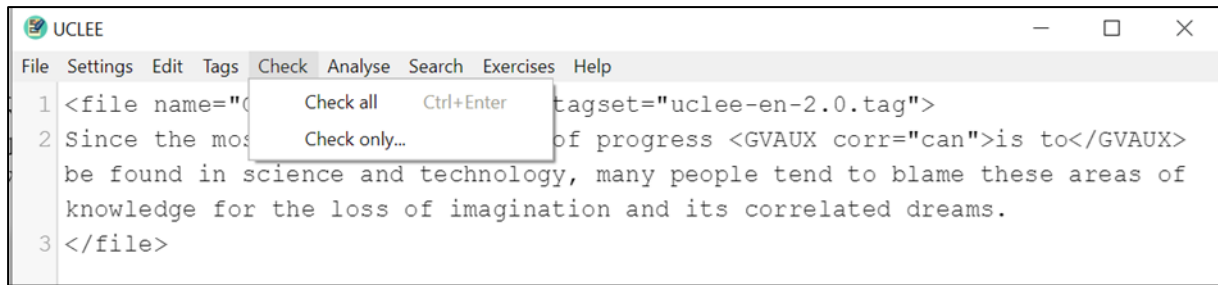 UCLEE
File Settings Edit Tags Check Analyse Search Exercises Help
Check all Ctrl+Enter
Check only...
1 <file name=" tagset="uclee-en-2.0.tag">
2 Since the of progress <GVAUX corr="can">is to</GVAUX>
be found in science and technology, many people tend to blame these areas of
knowledge for the loss of imagination and its correlated dreams.
3 </file>